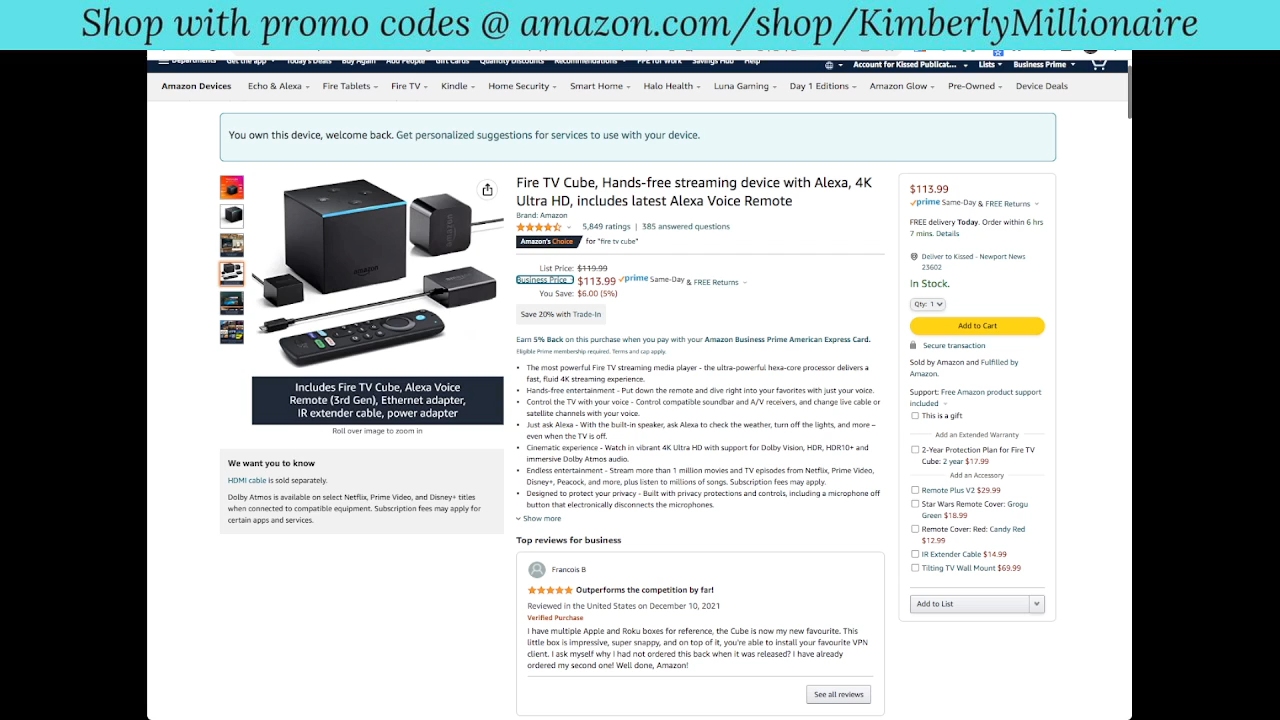 Shop with promo codes @ amazon.com/shop/KimberlyMillionaire
Departments Get the app Today's Deals Buy Again Add People Gift Cards Quantity Discounts Recommendations PPE for Work Savings Hub Help
Account for Kissed Publicat... Lists Business Prime
Amazon Devices Echo & Alexa Fire Tablets Fire TV Kindle Home Security Smart Home Halo Health Luna Gaming Day 1 Editions Amazon Glow Pre-Owned Device Deals
You own this device, welcome back. Get personalized suggestions for services to use with your device.
amazon
amazon
Includes Fire TV Cube, Alexa Voice
Remote (3rd Gen), Ethernet adapter,
IR extender cable, power adapter
Roll over image to zoom in
We want you to know
HDMI cable is sold separately.
Dolby Atmos is available on select Netflix, Prime Video, and Disney+ titles
when connected to compatible equipment. Subscription fees may apply for
certain apps and services.
Fire TV Cube, Hands-free streaming device with Alexa, 4K
Ultra HD, includes latest Alexa Voice Remote
Brand: Amazon
5,849 ratings | 385 answered questions
Amazon's Choice for "fire tv cube"
List Price: $119.99
Business Price $113.99 prime Same-Day & FREE Returns
You Save: $6.00 (5%)
Save 20% with Trade-In
Earn 5% Back on this purchase when you pay with your Amazon Business Prime American Express Card.
Eligible Prime membership required. Terms and cap apply.
• The most powerful Fire TV streaming media player - the ultra-powerful hexa-core processor delivers a
fast, fluid 4K streaming experience.
• Hands-free entertainment - Put down the remote and dive right into your favorites with just your voice.
• Control the TV with your voice - Control compatible soundbar and A/V receivers, and change live cable or
satellite channels with your voice.
• Just ask Alexa - With the built-in speaker, ask Alexa to check the weather, turn off the lights, and more –
even when the TV is off.
• Cinematic experience - Watch in vibrant 4K Ultra HD with support for Dolby Vision, HDR, HDR10+ and
immersive Dolby Atmos audio.
• Endless entertainment - Stream more than 1 million movies and TV episodes from Netflix, Prime Video,
Disney+, Peacock, and more, plus listen to millions of songs. Subscription fees may apply.
• Designed to protect your privacy - Built with privacy protections and controls, including a microphone off
button that electronically disconnects the microphones.
Show more
Top reviews for business
Francois B
Outperforms the competition by far!
Reviewed in the United States on December 10, 2021
Verified Purchase
I have multiple Apple and Roku boxes for reference, the Cube is now my new favourite. This
little box is impressive, super snappy, and on top of it, you're able to install your favourite VPN
client. I ask myself why I had not ordered this back when it was released? I have already
ordered my second one! Well done, Amazon!
See all reviews
$113.99
prime Same-Day & FREE Returns
FREE delivery Today. Order within 6 hrs
7 mins. Details
Deliver to Kissed - Newport News
23602
In Stock.
Qty: 1
Add to Cart
Secure transaction
Sold by Amazon and Fulfilled by
Amazon.
Support: Free Amazon product support
included
This is a gift
Add an Extended Warranty
2-Year Protection Plan for Fire TV
Cube: 2 year $17.99
Add an Accessory
Remote Plus V2 $29.99
Star Wars Remote Cover: Grogu
Green $18.99
Remote Cover: Red: Candy Red
$12.99
IR Extender Cable $14.99
Tilting TV Wall Mount $69.99
Add to List